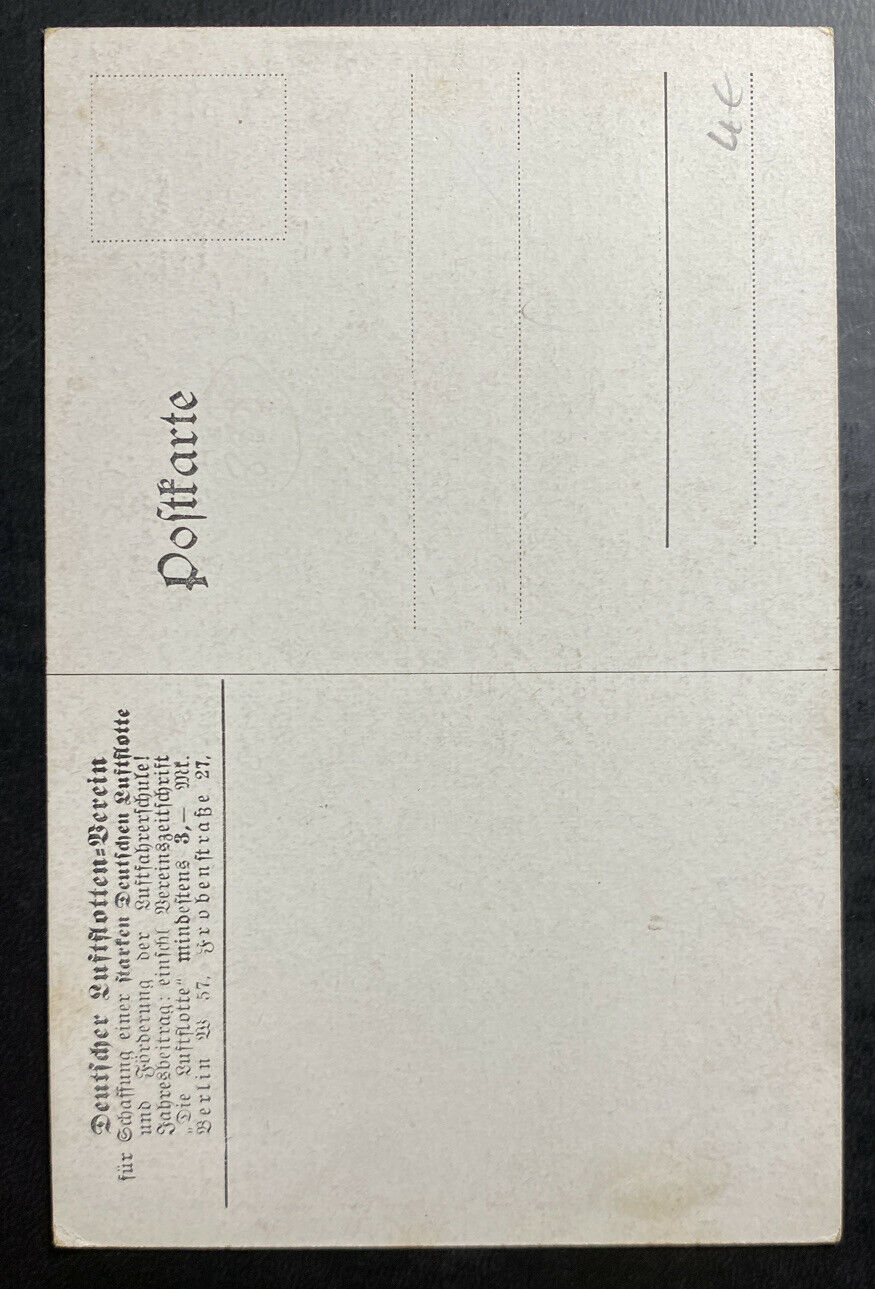 Deutscher Luftflotten=Verein
für Schaffung einer starken Deutschen Luftflotte
und Förderung der Luftfahrerschule!
Jahresbeitrag: einschl Vereinszeitschrift
"Die Luftflotte" mindestens 3,— Mk.
Berlin W 57. Frobenstraße 27.
Postkarte
4€